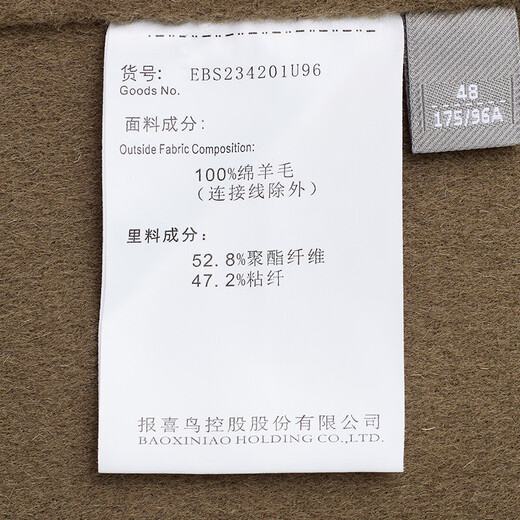 货号: EBS234201U96
Goods No.
面料成分:
Outside Fabric Composition:
100%绵羊毛
(连接线除外)
里料成分:
52.8%聚酯纤维
47.2%粘纤
报喜鸟控股股份有限公司
BAOXINIAO HOLDING CO.,LTD.
48
175/96A